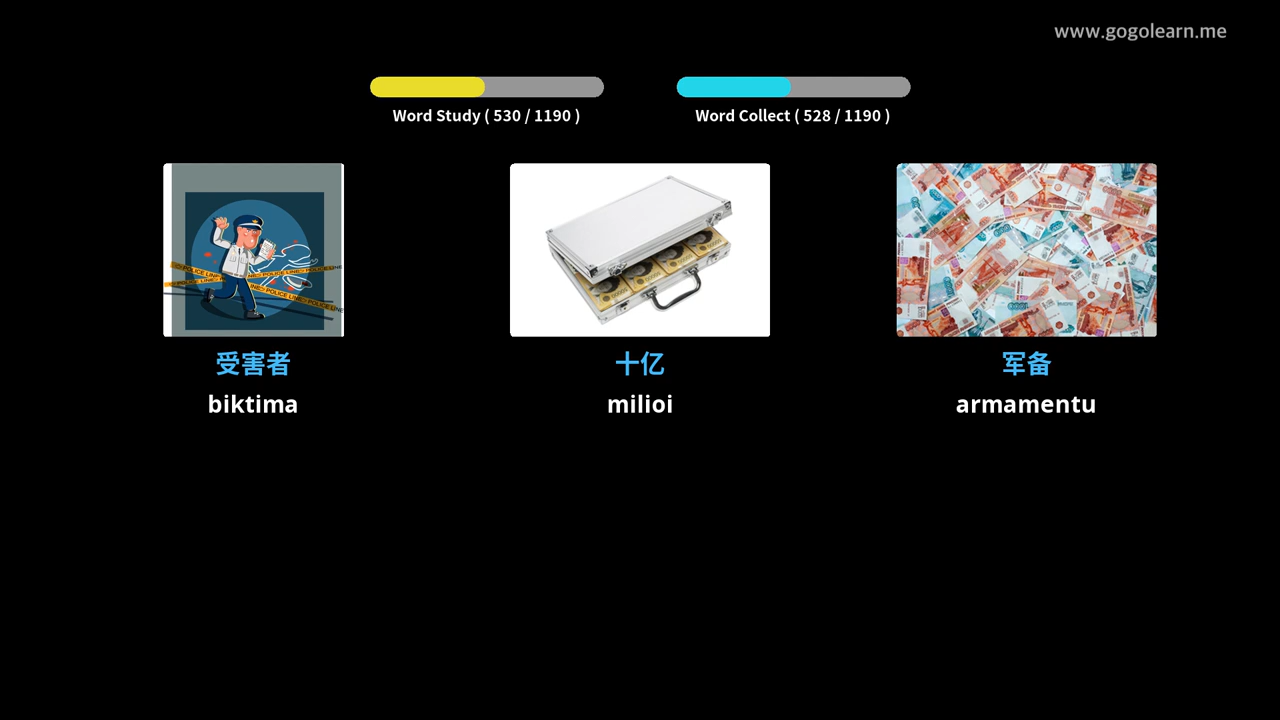 www.gogolearn.me
Word Study ( 530 / 1190 )
Word Collect ( 528 / 1190 )
受害者
十亿
军备
biktima
milioi
armamentu